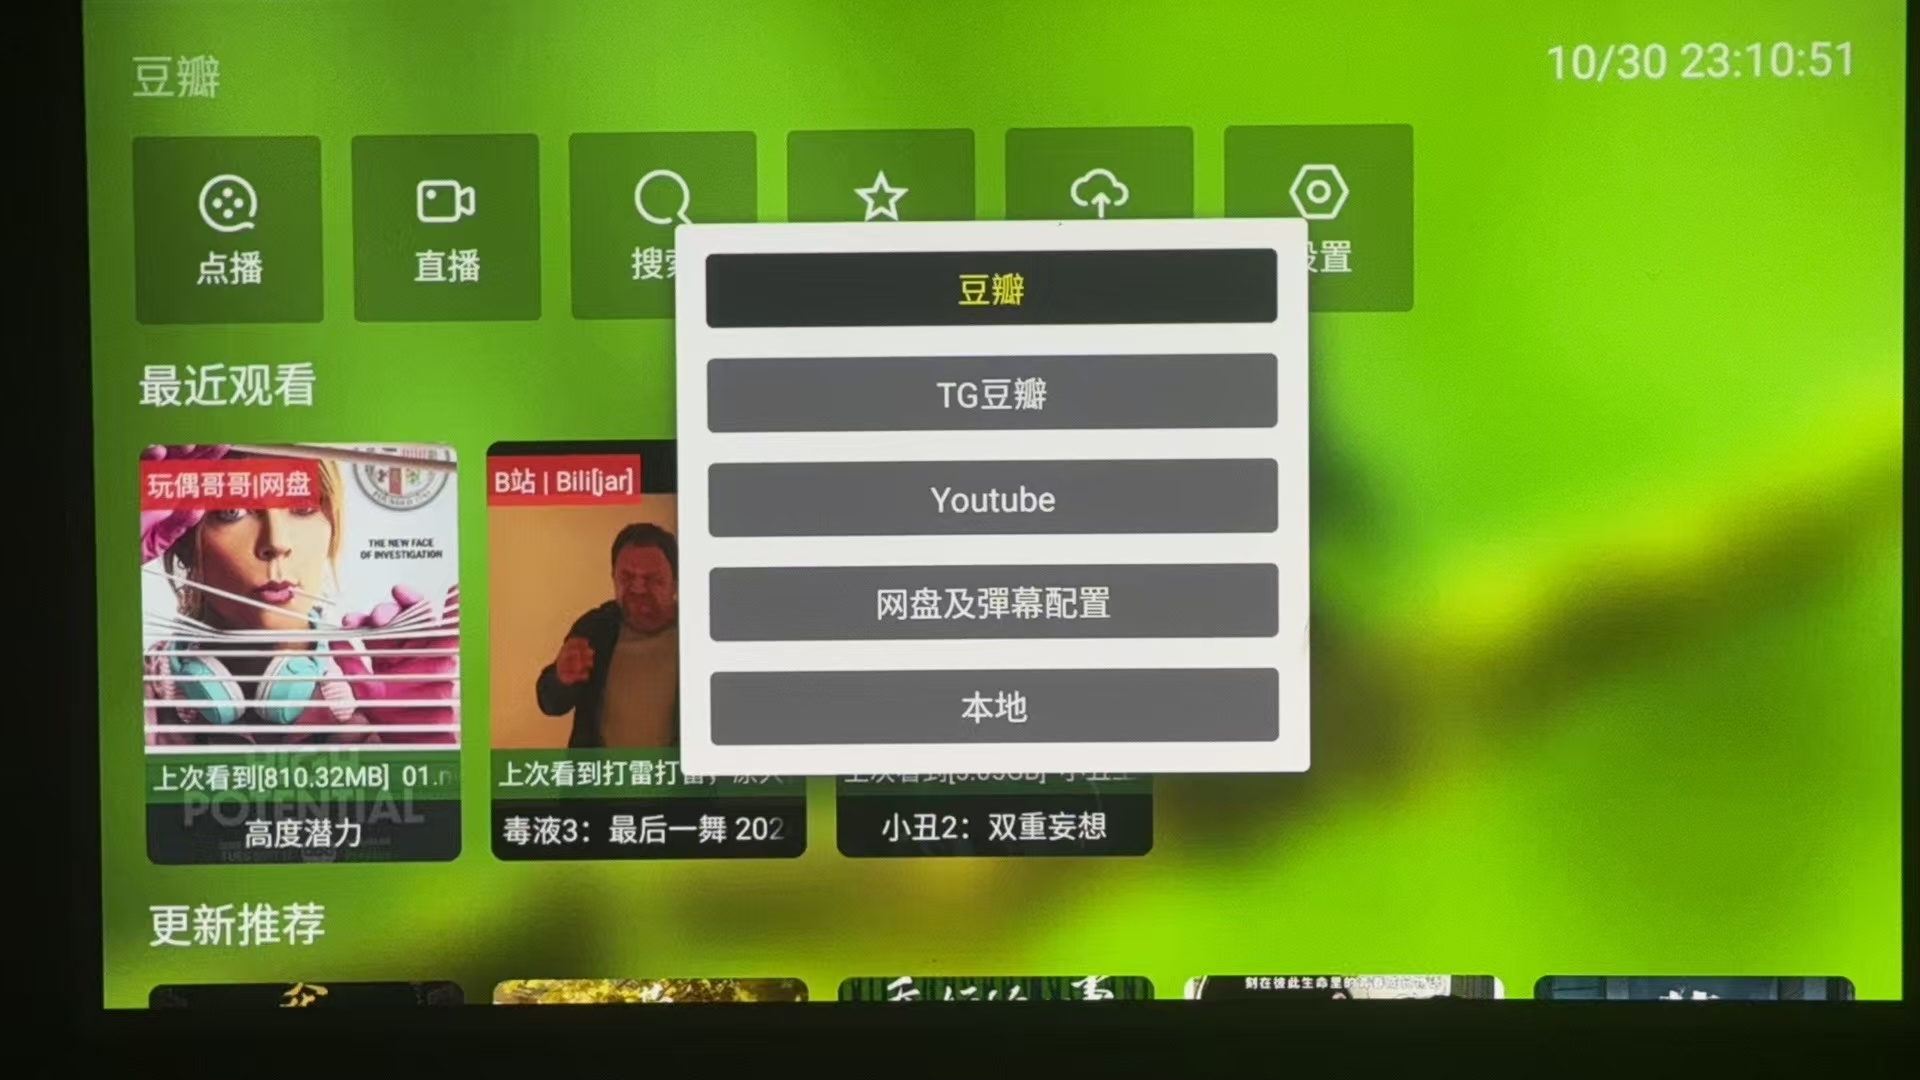 豆瓣
10/30 23:10:51
点播
直播
搜索
设置
豆瓣
TG豆瓣
Youtube
网盘及彈幕配置
本地
最近观看
玩偶哥哥|网盘
THE NEW FACE
OF INVESTIGATION
上次看到[810.32MB] 01.
POTENTIAL
高度潜力
B站 | Bili[jar]
上次看到打雷打雷，
毒液3：最后一舞 202
小丑2：双重妄想
更新推荐